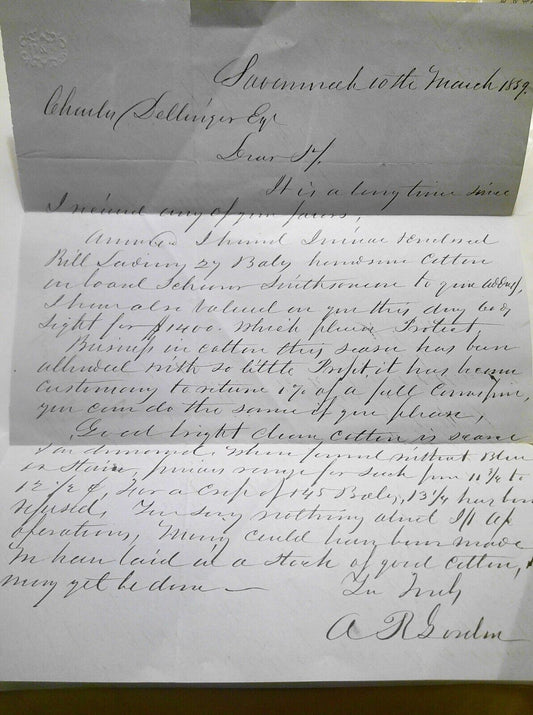 Savannah 10th March 1859.
Charles Dellinger Esq
Dear Sir,
It is a long time since
I received any of your favors,
Annexed I hand Invoice enclosed
Bill Lading 27 Bales handsome Cotton
on board Schooner Smithsonian to your address,
I have also valued on you this day
Sight for $1400. which please Protect
Business in cotton this season has been
attended with so little Profit, it has become
customary to return 1% of a full Commission,
you can do the same if you please,
Good bright clean cotton is scarce
when found without Blue
or Stain, prices range for such from 11 3/4 to
12 1/2 ¢, For a crop of 145 Bales, 13 1/4 has been
refused, You say nothing about
operations, Money could have been made
to have laid in a stock of good cotton,
may yet be done —
Yrs Truly
A R Gordon